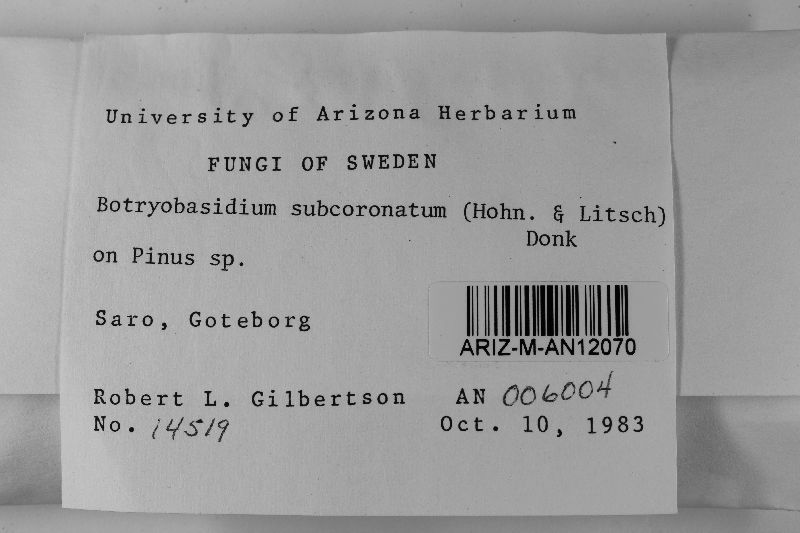 University of Arizona Herbarium
FUNGI OF SWEDEN
Botryobasidium subcoronatum (Hohn. & Litsch)
Donk
on Pinus sp.
Saro, Goteborg
ARIZ-M-AN12070
Robert L. Gilbertson AN 006004
No. 14519 Oct. 10, 1983